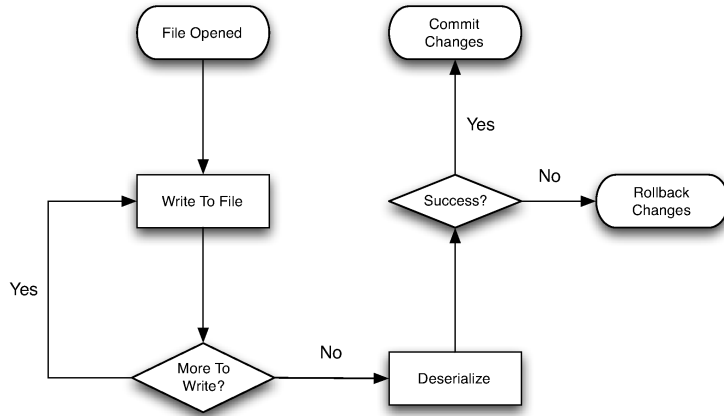 File Opened
Commit
Changes
Yes
No
Write To File
Success?
Rollback
Changes
Yes
No
More To
Write?
Deserialize